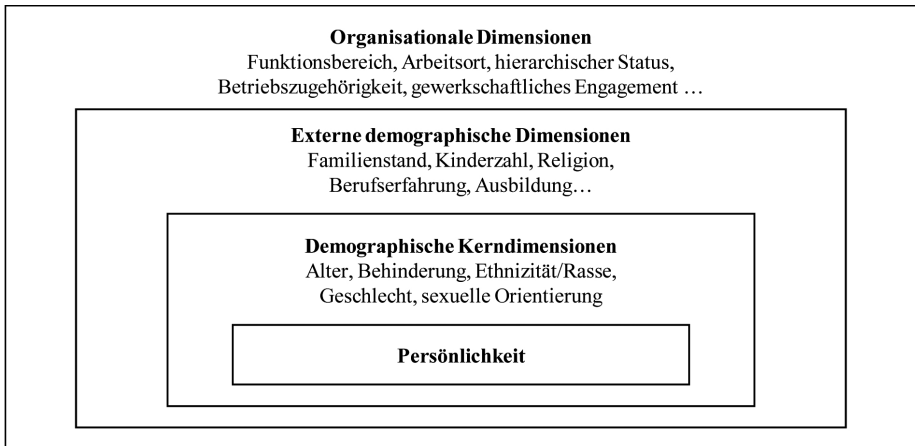 Organisationale Dimensionen
Funktionsbereich, Arbeitsort, hierarchischer Status,
Betriebszugehörigkeit, gewerkschaftliches Engagement …
Externe demographische Dimensionen
Familienstand, Kinderzahl, Religion,
Berufserfahrung, Ausbildung…
Demographische Kerndimensionen
Alter, Behinderung, Ethnizität/Rasse,
Geschlecht, sexuelle Orientierung
Persönlichkeit